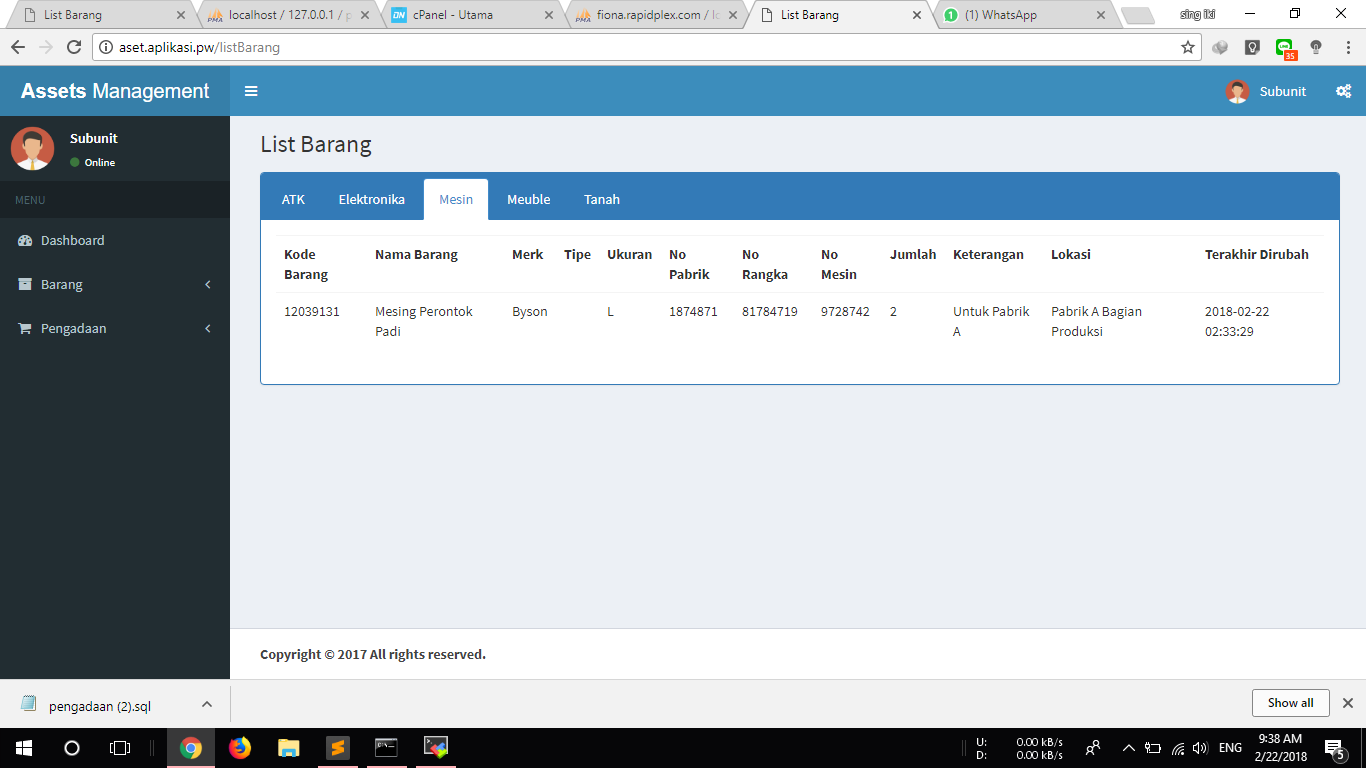 List Barang
localhost / 127.0.0.1 / p
cPanel - Utama
fiona.rapidplex.com / lo
List Barang
(1) WhatsApp
sing iki
aset.aplikasi.pw/listBarang
35
Assets Management
Subunit
Subunit
Online
MENU
Dashboard
Barang
Pengadaan
List Barang
ATK Elektronika Mesin Meuble Tanah
Kode Barang Nama Barang Merk Tipe Ukuran No Pabrik No Rangka No Mesin Jumlah Keterangan Lokasi Terakhir Dirubah
12039131 Mesing Perontok Padi Byson L 1874871 81784719 9728742 2 Untuk Pabrik A Pabrik A Bagian Produksi 2018-02-22 02:33:29
Copyright © 2017 All rights reserved.
pengadaan (2).sql
Show all
U: 0.00 kB/s
D: 0.00 kB/s
ENG
9:38 AM
2/22/2018
5